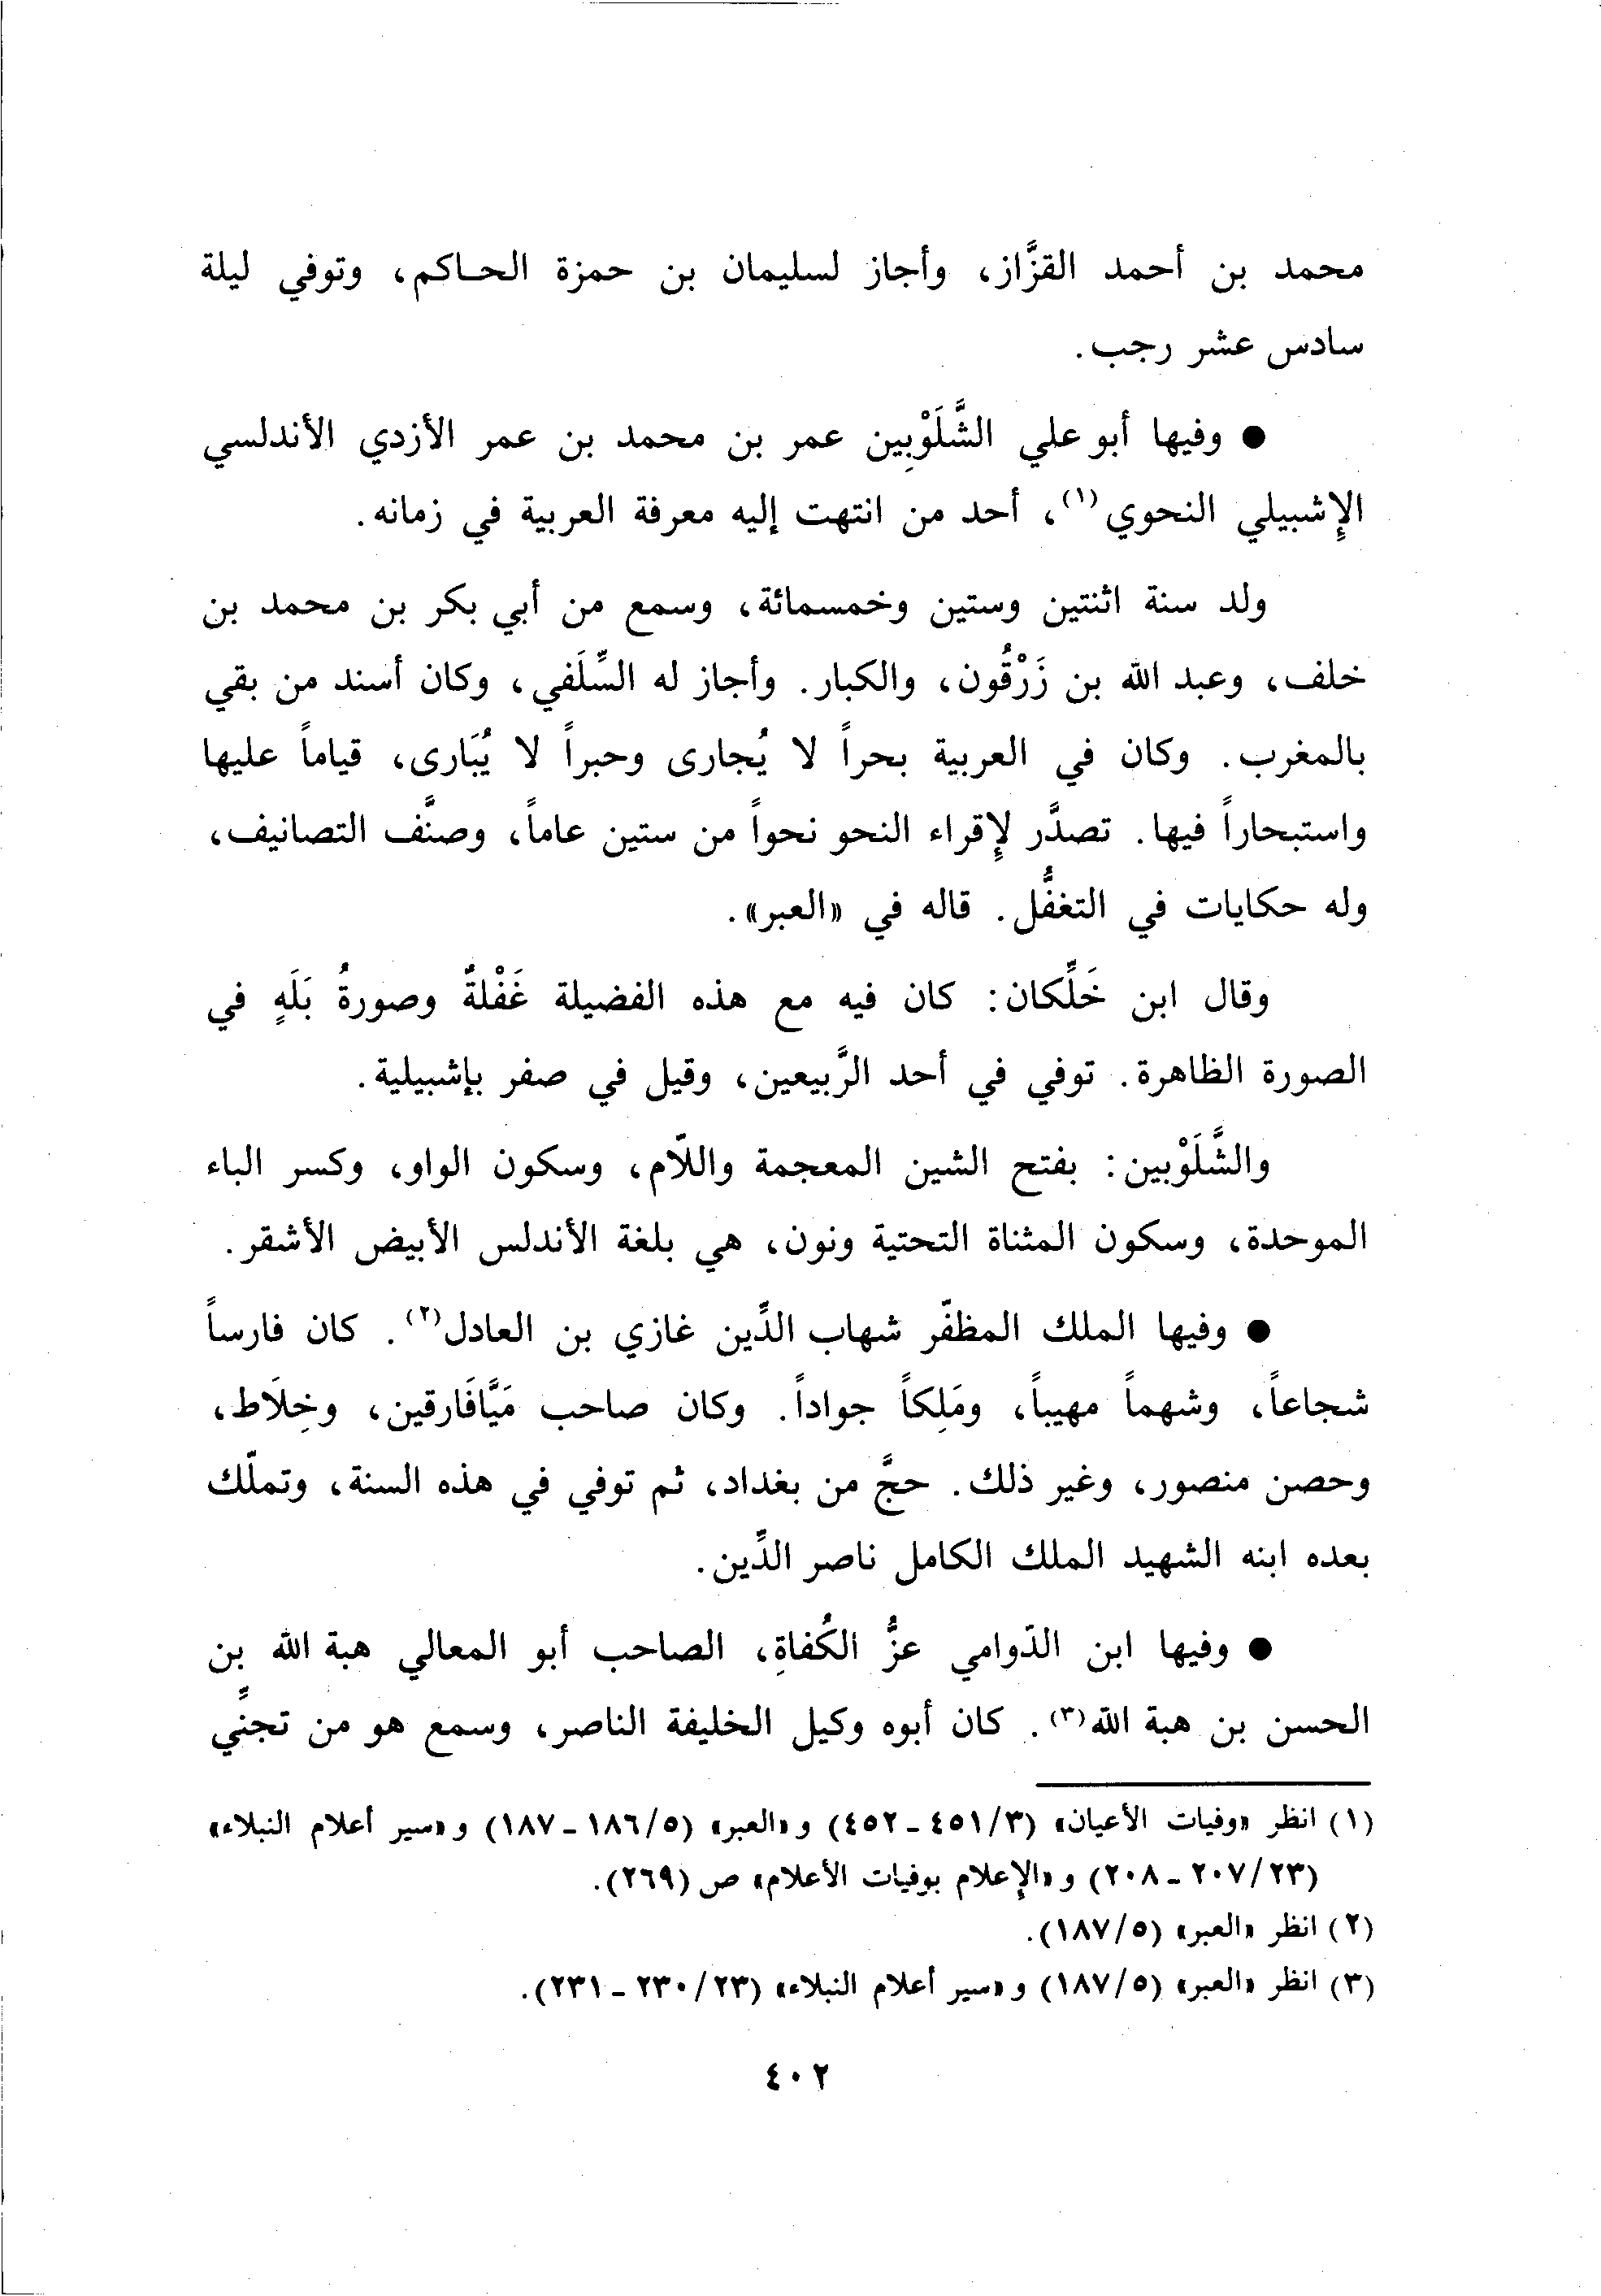 محمد بن أحمد القزَّاز، وأجاز لسليمان بن حمزة الحاكم، وتوفي ليلة
سادس عشر رجب.
● وفيها أبو علي الشَّلَوْبِين عمر بن محمد بن عمر الأزدي الأندلسي
الإشبيلي النحوي(١)، أحد من انتهت إليه معرفة العربية في زمانه.
ولد سنة اثنتين وستين وخمسمائة، وسمع من أبي بكر بن محمد بن
خلف، وعبد الله بن زَرْقُون، والكبار. وأجاز له السِّلَفي، وكان أسند من بقي
بالمغرب. وكان في العربية بحراً لا يُجارى وحبراً لا يُبَارى، قياماً عليها
واستبحاراً فيها. تصدَّر لإقراء النحو نحواً من ستين عاماً، وصنَّف التصانيف،
وله حكايات في التغفُّل. قاله في «العبر».
وقال ابن خَلِّكان: كان فيه مع هذه الفضيلة غَفْلةٌ وصورةُ بَلَهٍ في
الصورة الظاهرة. توفي في أحد الرَّبيعين، وقيل في صفر بإشبيلية.
والشَّلَوْبين: بفتح الشين المعجمة واللّام، وسكون الواو، وكسر الباء
الموحدة، وسكون المثناة التحتية ونون، هي بلغة الأندلس الأبيض الأشقر.
● وفيها الملك المظفّر شهاب الدِّين غازي بن العادل(٢). كان فارساً
شجاعاً، وشهماً مهيباً، ومَلِكاً جواداً. وكان صاحب مَيَّافَارقين، وخِلَاط،
وحصن منصور، وغير ذلك. حجَّ من بغداد، ثم توفي في هذه السنة، وتملّك
بعده ابنه الشهيد الملك الكامل ناصر الدِّين.
● وفيها ابن الدّوامي عزُّ الكُفاةِ، الصاحب أبو المعالي هبة الله بن
الحسن بن هبة الله(٣). كان أبوه وكيل الخليفة الناصر، وسمع هو من تجنِّي
(١) انظر «وفيات الأعيان» (٣/ ٤٥١ - ٤٥٢) و«العبر» (٥/ ١٨٦ - ١٨٧) و«سير أعلام النبلاء»
(٢٣/ ٢٠٧ - ٢٠٨) و«الإعلام بوفيات الأعلام» ص (٢٦٩).
(٢) انظر «العبر» (٥/ ١٨٧).
(٣) انظر «العبر» (٥/ ١٨٧) و«سير أعلام النبلاء» (٢٣/ ٢٣٠ - ٢٣١).
٤٠٢